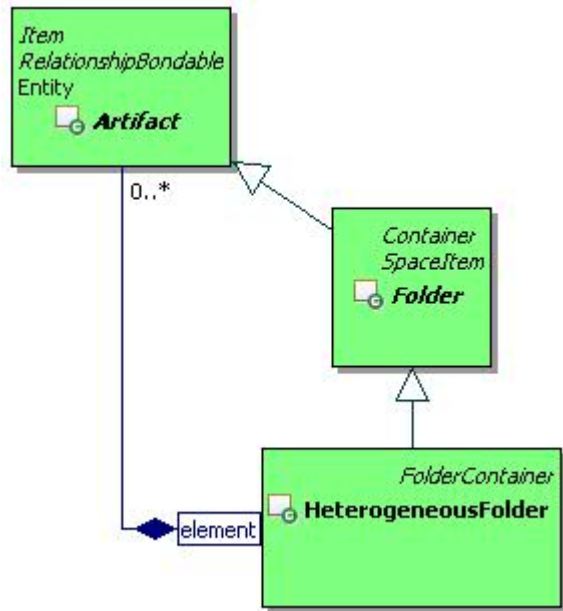 Item
RelationshipBondable
Entity
Artifact
0..*
Container
SpaceItem
Folder
FolderContainer
HeterogeneousFolder
element